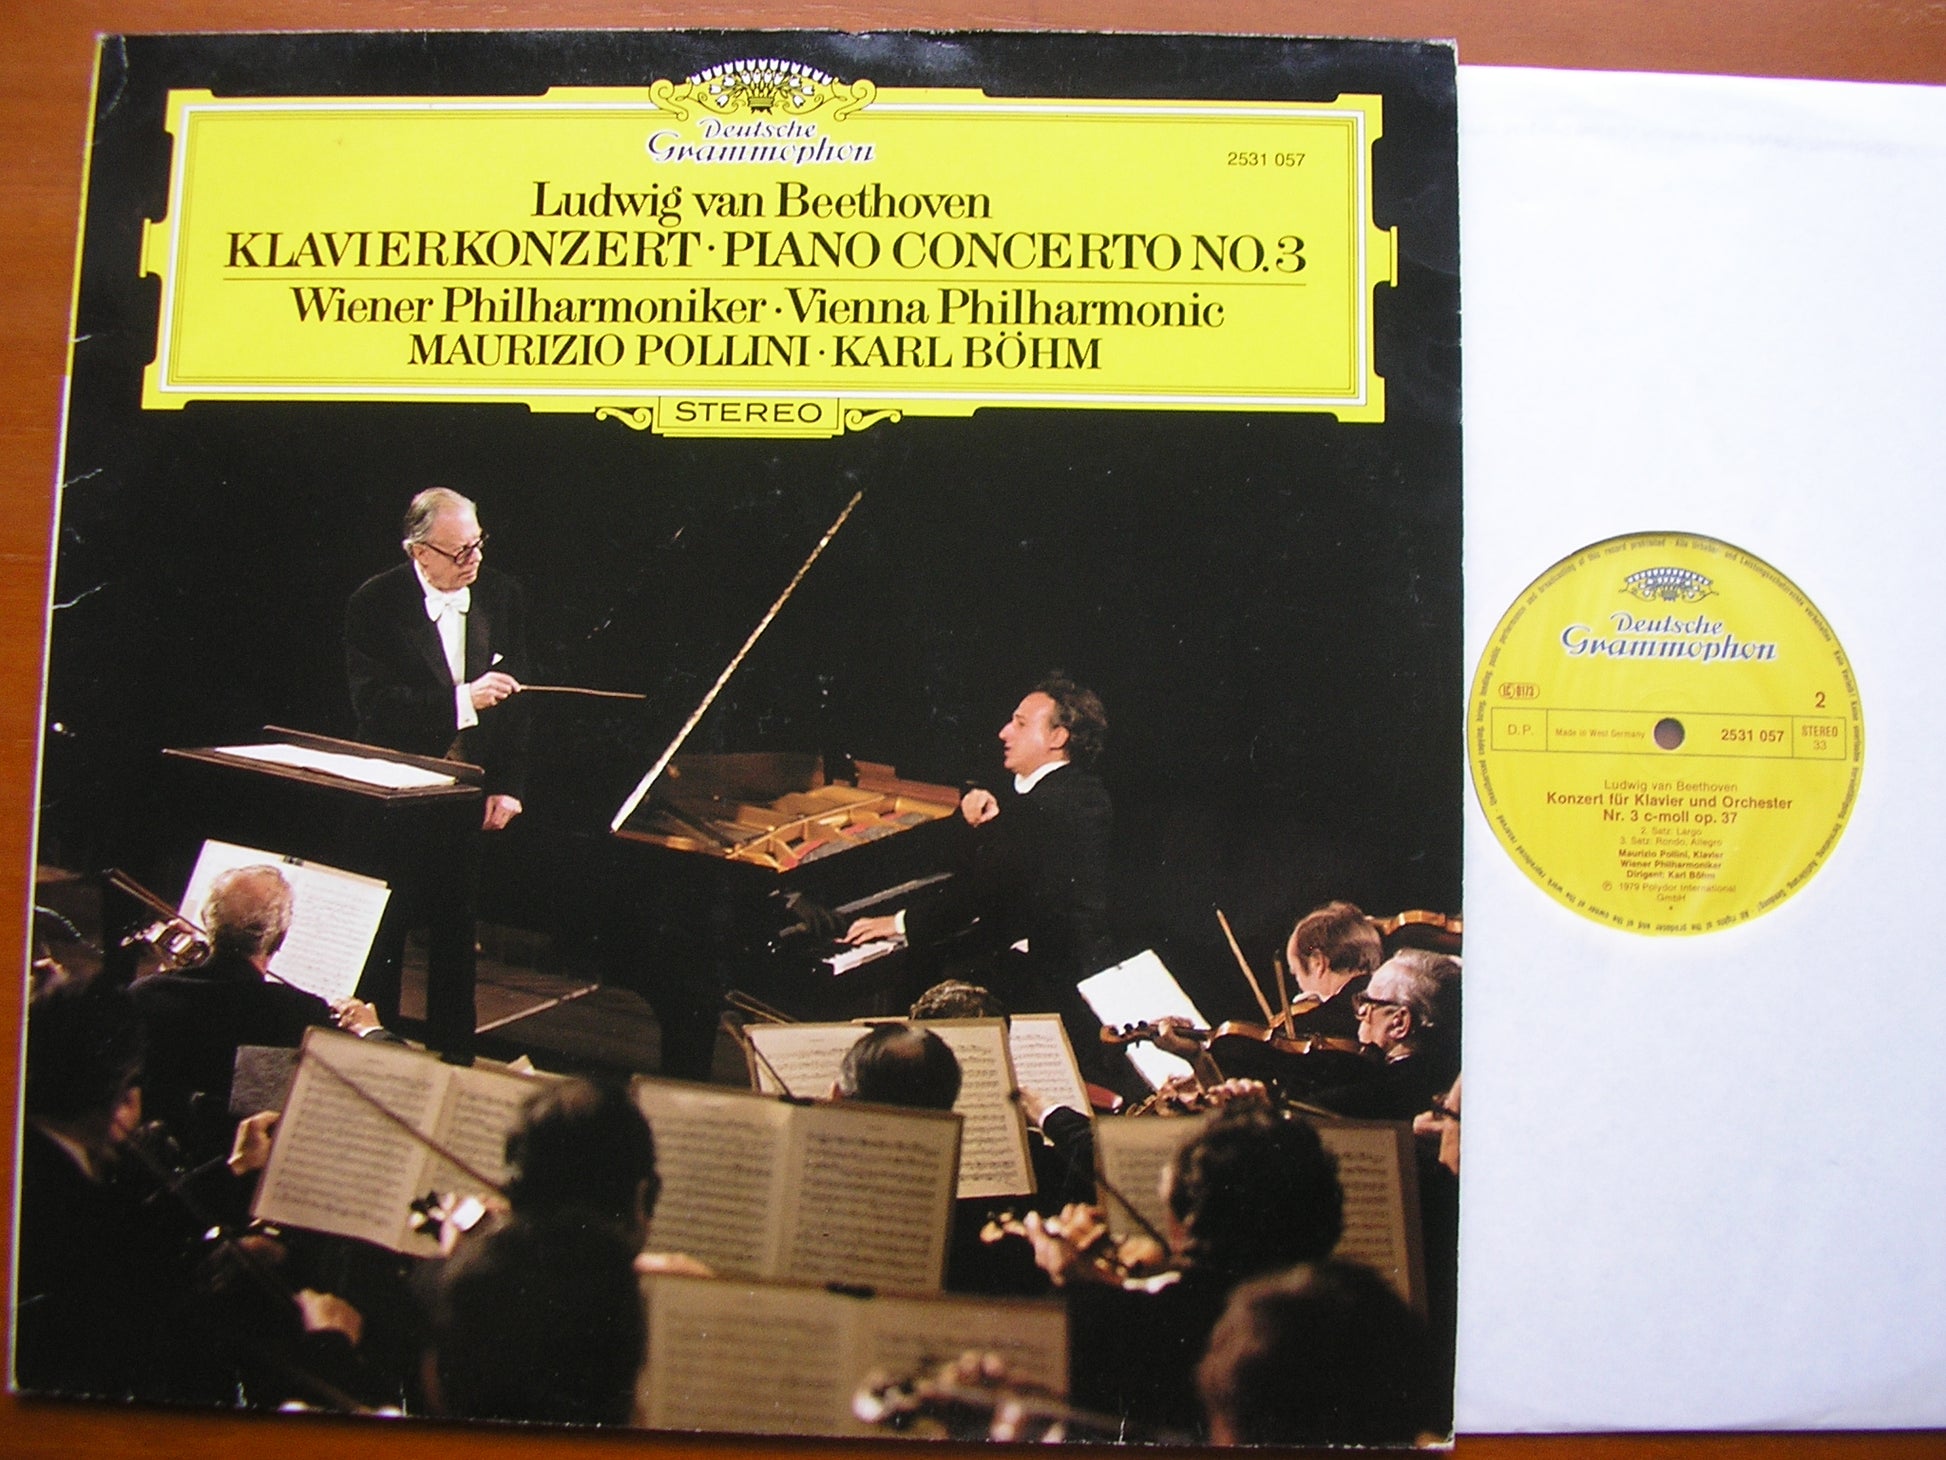 Deutsche
Grammophon
2531 057
Ludwig van Beethoven
KLAVIERKONZERT · PIANO CONCERTO NO. 3
Wiener Philharmoniker · Vienna Philharmonic
MAURIZIO POLLINI · KARL BÖHM
STEREO
Deutsche
Grammophon
LC 0173
2
D.P.
Made in West Germany
2531 057
STEREO
33
Ludwig van Beethoven
Konzert für Klavier und Orchester
Nr. 3 c-moll op. 37
2. Satz: Largo
3. Satz: Rondo, Allegro
Maurizio Pollini, Klavier
Wiener Philharmoniker
Dirigent: Karl Böhm
℗ 1979 Polydor International
GmbH